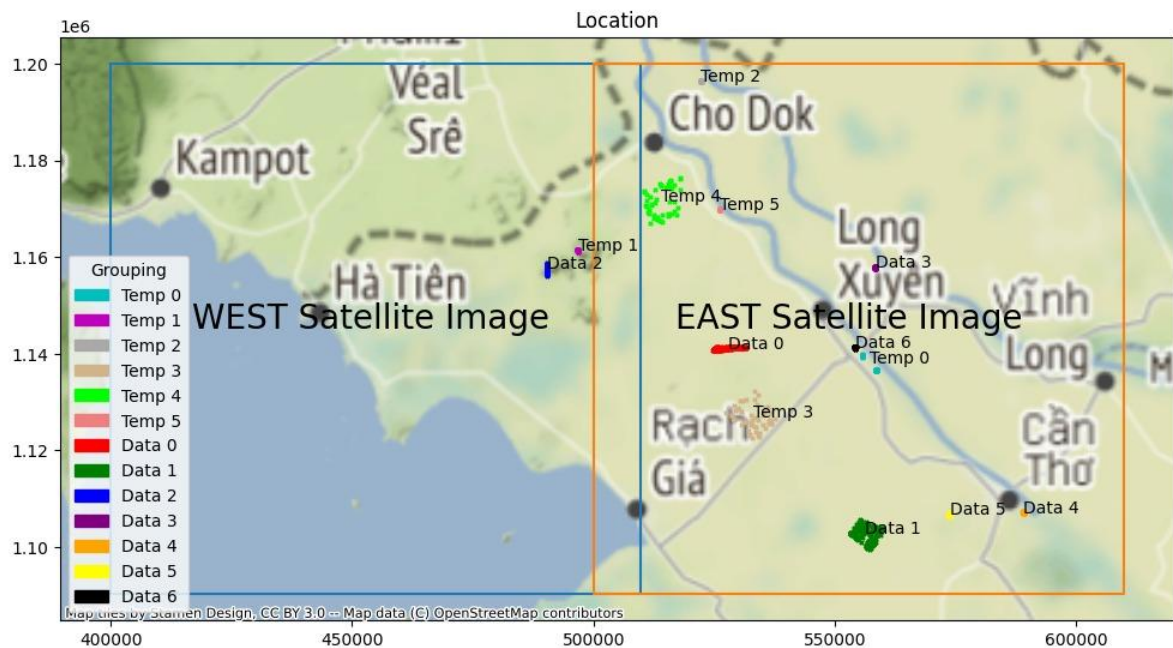 Location
1e6
1.20
1.18
1.16
1.14
1.12
1.10
400000
450000
500000
550000
600000
Véal
Srê
Kampot
Hà Tiên
Cho Dok
Long
Xuyên
Vĩnh
Long
Rạch
Giá
Cần
Thơ
M
WEST Satellite Image
EAST Satellite Image
Temp 2
Temp 4
Temp 5
Temp 1
Data 2
Data 3
Data 0
Data 6
Temp 0
Temp 3
Data 5
Data 4
Data 1
Grouping
Temp 0
Temp 1
Temp 2
Temp 3
Temp 4
Temp 5
Data 0
Data 1
Data 2
Data 3
Data 4
Data 5
Data 6
Map tiles by Stamen Design, CC BY 3.0 -- Map data (C) OpenStreetMap contributors